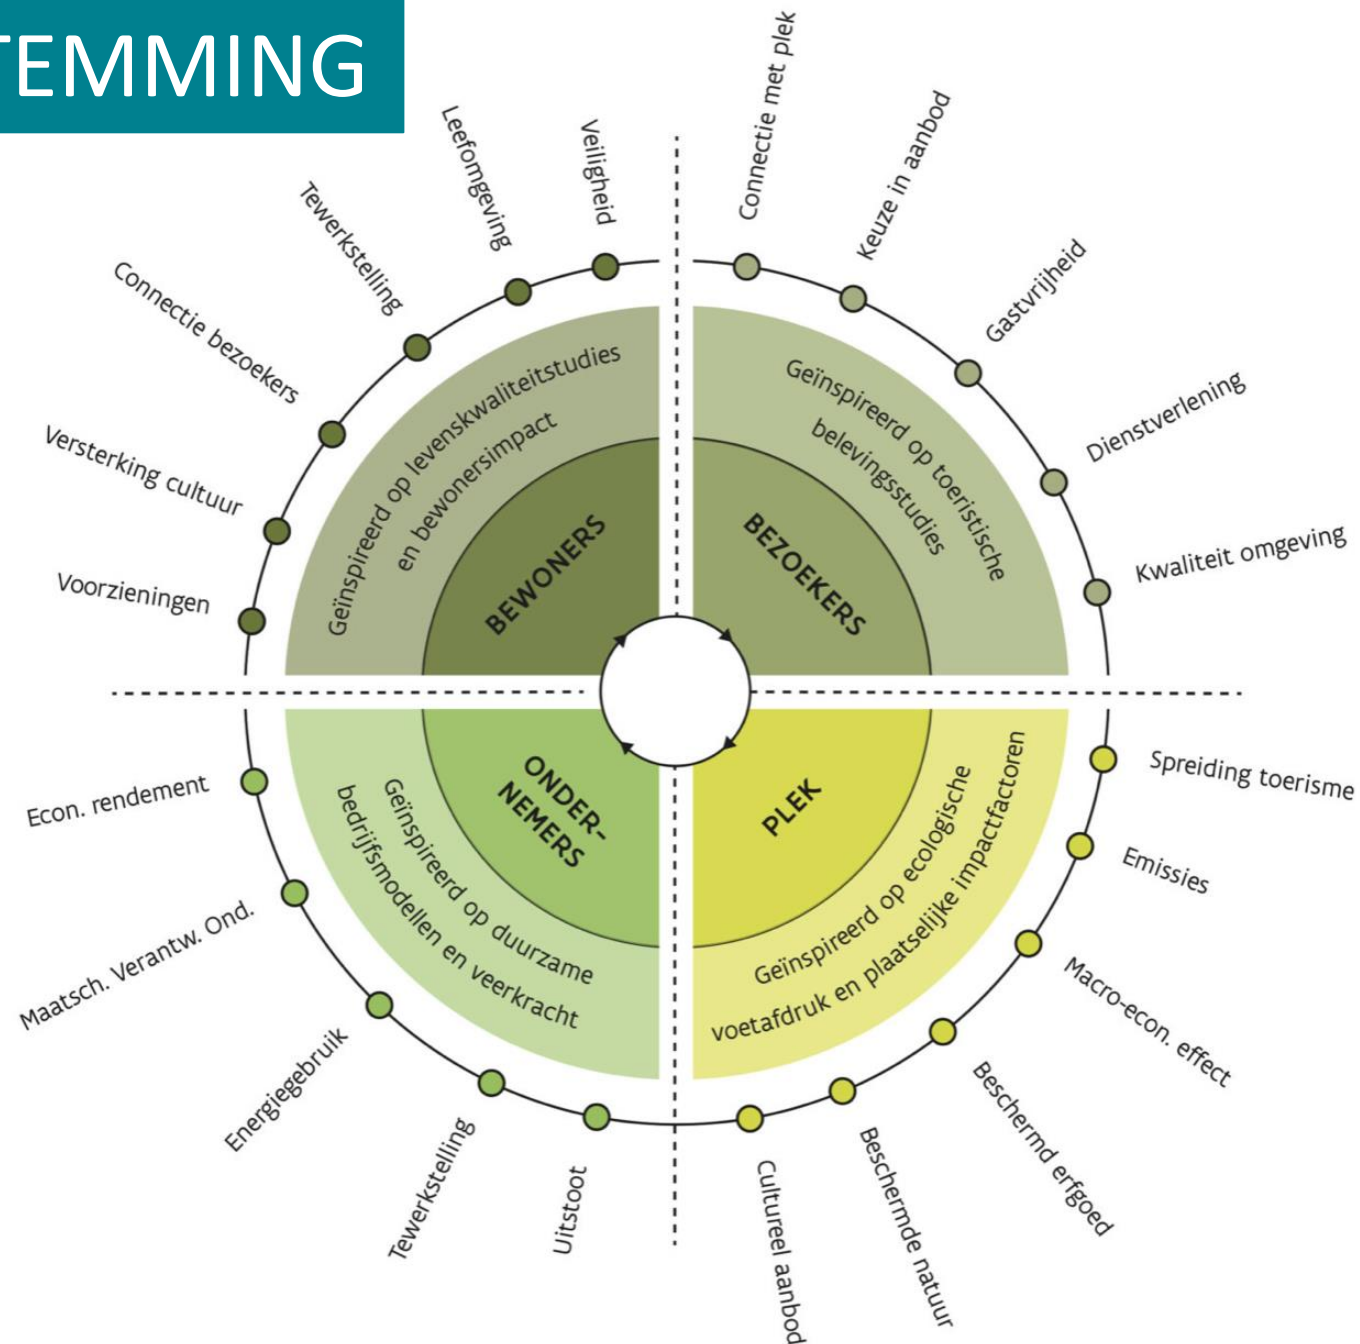 TEMMING
Veiligheid
Leefomgeving
Tewerkstelling
Connectie bezoekers
Versterking cultuur
Voorzieningen
Geïnspireerd op levenskwaliteitstudies
en bewonersimpact
BEWONERS
Connectie met plek
Keuze in aanbod
Gastvrijheid
Dienstverlening
Kwaliteit omgeving
Geïnspireerd op toeristische
belevingsstudies
BEZOEKERS
Spreiding toerisme
Emissies
Macro-econ. effect
Beschermd erfgoed
Beschermde natuur
Cultureel aanbod
PLEK
Geïnspireerd op ecologische
voetafdruk en plaatselijke impactfactoren
Econ. rendement
Maatsch. Verantw. Ond.
Energiegebruik
Tewerkstelling
Uitstoot
ONDER-
NEMERS
Geïnspireerd op duurzame
bedrijfsmodellen en veerkracht